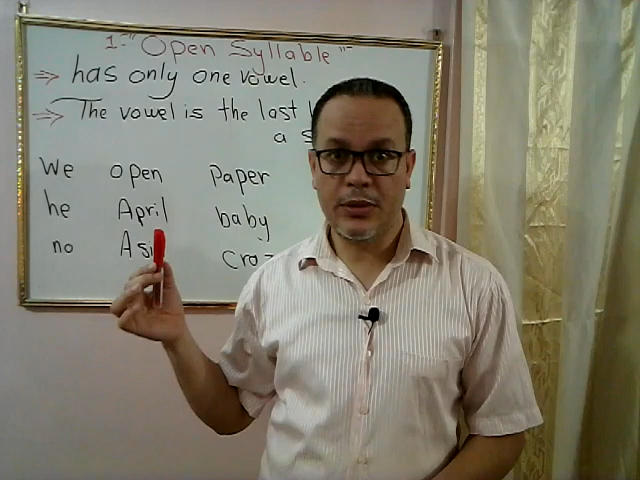 1-"Open Syllable"-
⇒ has only one vowel.
⇒ The vowel is the last
a
We open paper
he April baby
no